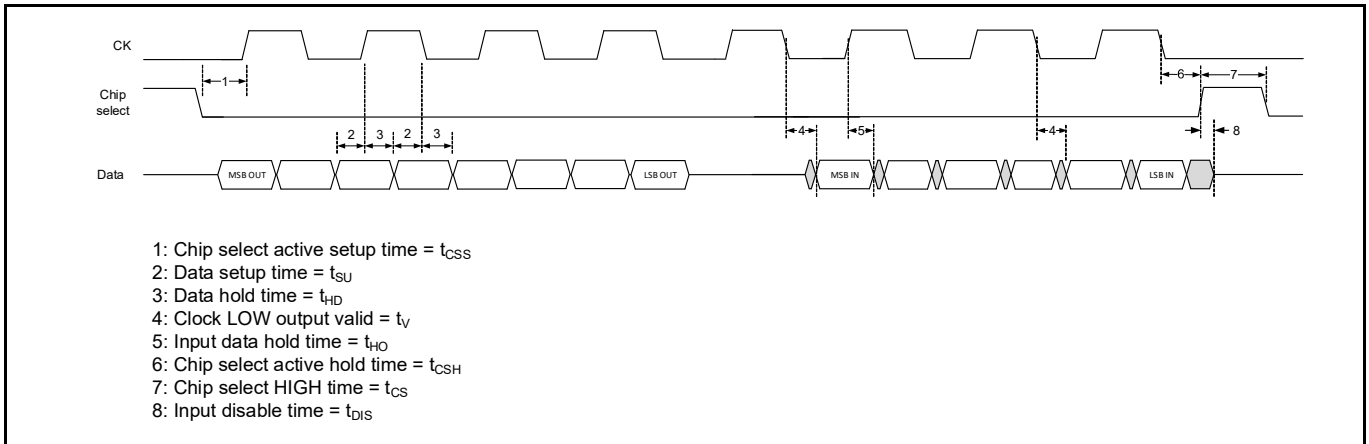 CK
1
6
7
Chip
select
2
3
2
3
4
5
4
8
Data
MSB OUT
LSB OUT
MSB IN
LSB IN
1: Chip select active setup time = tCSS
2: Data setup time = tSU
3: Data hold time = tHD
4: Clock LOW output valid = tV
5: Input data hold time = tHO
6: Chip select active hold time = tCSH
7: Chip select HIGH time = tCS
8: Input disable time = tDIS